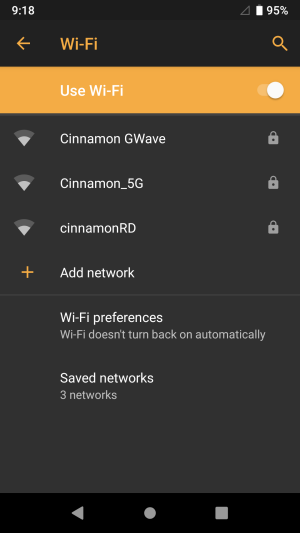 9:18
95%
Wi-Fi
Use Wi-Fi
Cinnamon GWave
Cinnamon_5G
cinnamonRD
Add network
Wi-Fi preferences
Wi-Fi doesn't turn back on automatically
Saved networks
3 networks